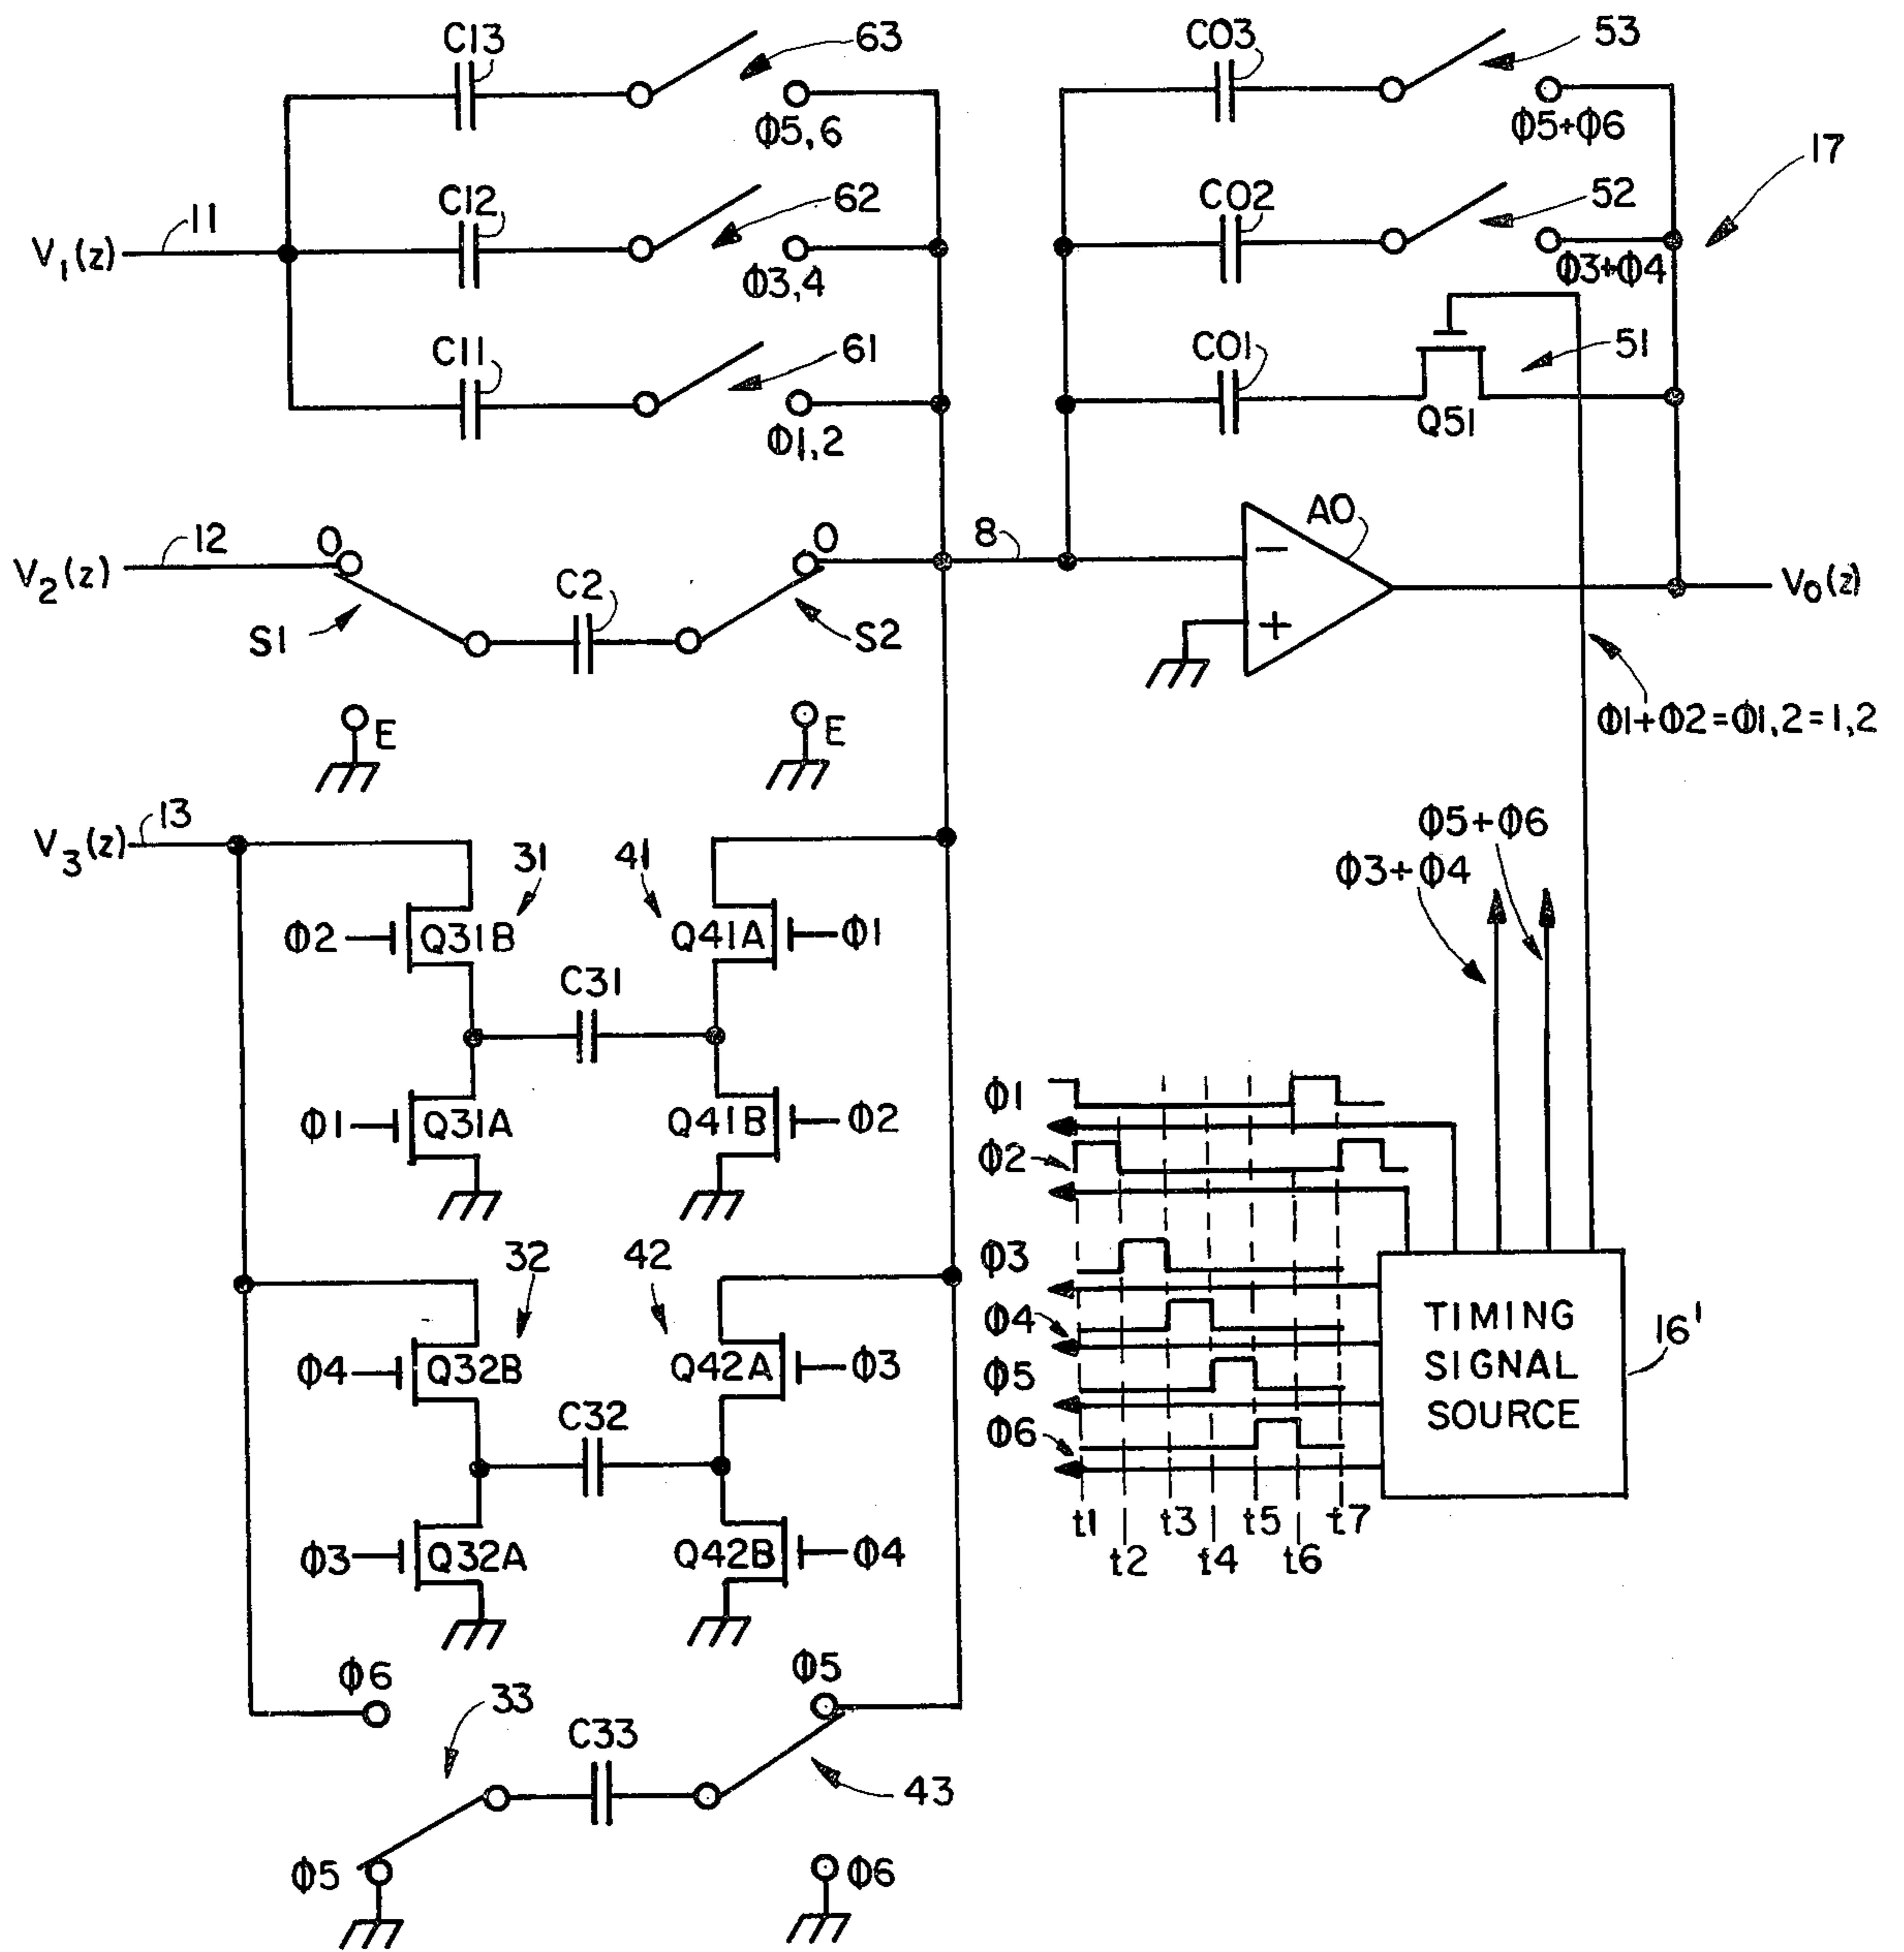 C13
63
Φ5,6
C03
53
Φ5+Φ6
17
V1(z)
11
C12
62
Φ3,4
C02
52
Φ3+Φ4
C11
61
Φ1,2
C01
51
Q51
V2(z)
12
O
S1
C2
O
S2
8
A0
−
+
V0(z)
E
E
Φ1+Φ2=Φ1,2=1,2
V3(z)
13
31
41
Φ2
Q31B
Q41A
Φ1
C31
Φ1
Q31A
Q41B
Φ2
Φ5+Φ6
Φ3+Φ4
32
42
Φ4
Q32B
Q42A
Φ3
C32
Φ3
Q32A
Q42B
Φ4
Φ1
Φ2
Φ3
Φ4
Φ5
Φ6
t1
t2
t3
t4
t5
t6
t7
TIMING
SIGNAL
SOURCE
16'
Φ6
33
C33
Φ5
43
Φ5
Φ6